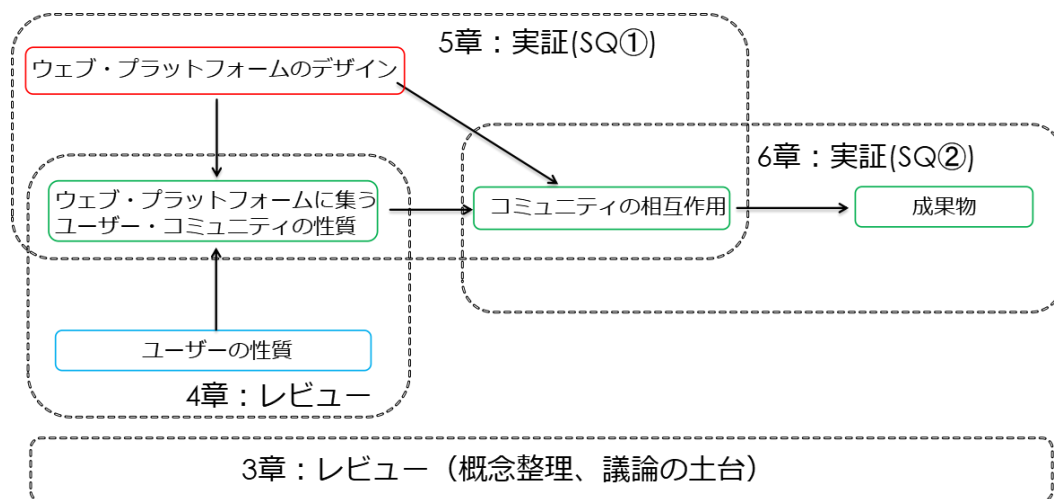 5章：実証(SQ①)
ウェブ・プラットフォームのデザイン
6章：実証(SQ②)
ウェブ・プラットフォームに集う
ユーザー・コミュニティの性質
コミュニティの相互作用
成果物
ユーザーの性質
4章：レビュー
3章：レビュー（概念整理、議論の土台）